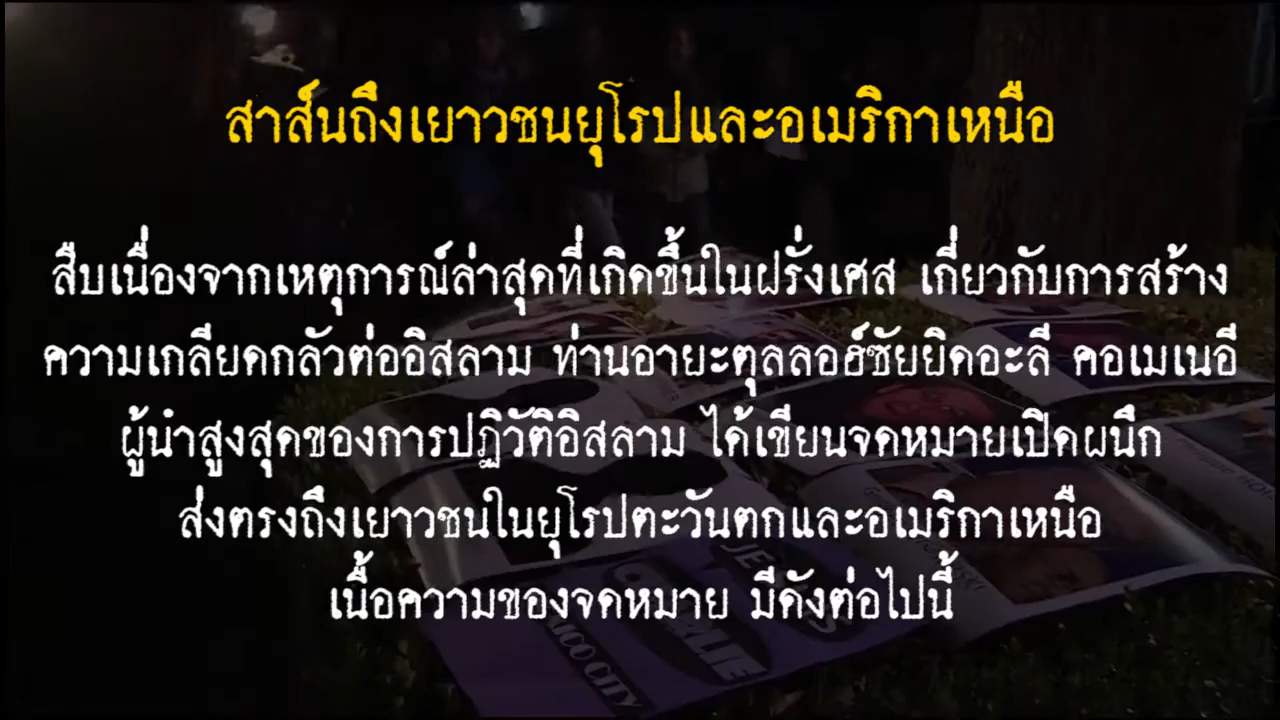 สาส์นถึงเยาวชนยุโรปและอเมริกาเหนือ
สืบเนื่องจากเหตุการณ์ล่าสุดที่เกิดขึ้นในฝรั่งเศส เกี่ยวกับการสร้าง
ความเกลียดกลัวต่ออิสลาม ท่านอายะตุลลอฮ์ซัยยิดอะลี คอเมเนอี
ผู้นำสูงสุดของการปฏิวัติอิสลาม ได้เขียนจดหมายเปิดผนึก
ส่งตรงถึงเยาวชนในยุโรปตะวันตกและอเมริกาเหนือ
เนื้อความของจดหมาย มีดังต่อไปนี้
JE SUIS
CHARLIE
MEXICO CITY